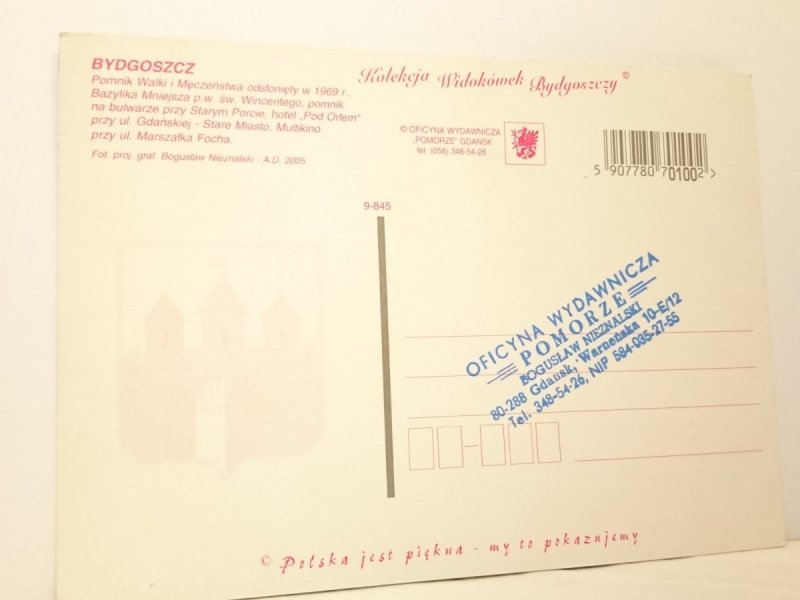 BYDGOSZCZ
Pomnik Walki i Męczeństwa odsłonięty w 1969 r.,
Bazylika Mniejsza p.w. św. Wincentego, pomnik
na bulwarze przy Starym Porcie, hotel „Pod Orłem"
przy ul. Gdańskiej - Stare Miasto, Multikino
przy ul. Marszałka Focha.
Fot. proj. graf. Bogusław Nieznalski - A.D. 2005
Kolekcja Widokówek Bydgoszczy ©
© OFICYNA WYDAWNICZA
„POMORZE" GDAŃSK
tel. (058) 348-54-26
5 907780 701002 >
9-845
OFICYNA WYDAWNICZA
POMORZE
BOGUSŁAW NIEZNALSKI
80-288 Gdańsk, Warneńska 10-E/12
Tel. 348-54-26, NIP 584-035-27-55
© Polska jest piękna - my to pokazujemy